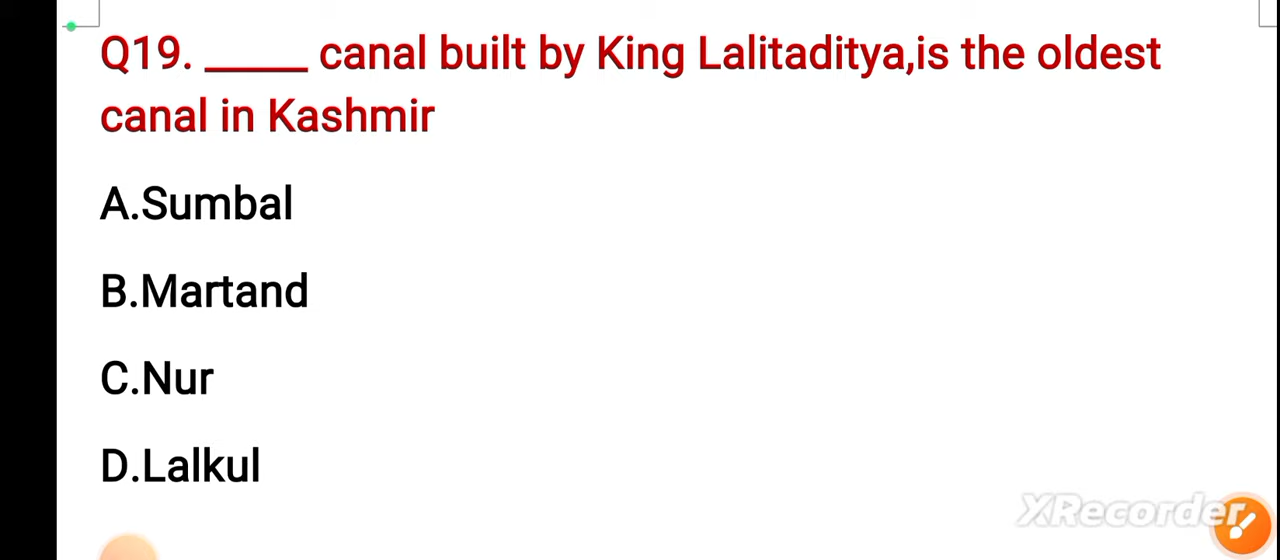 Q19. _____ canal built by King Lalitaditya,is the oldest
canal in Kashmir
A.Sumbal
B.Martand
C.Nur
D.Lalkul
XRecorder